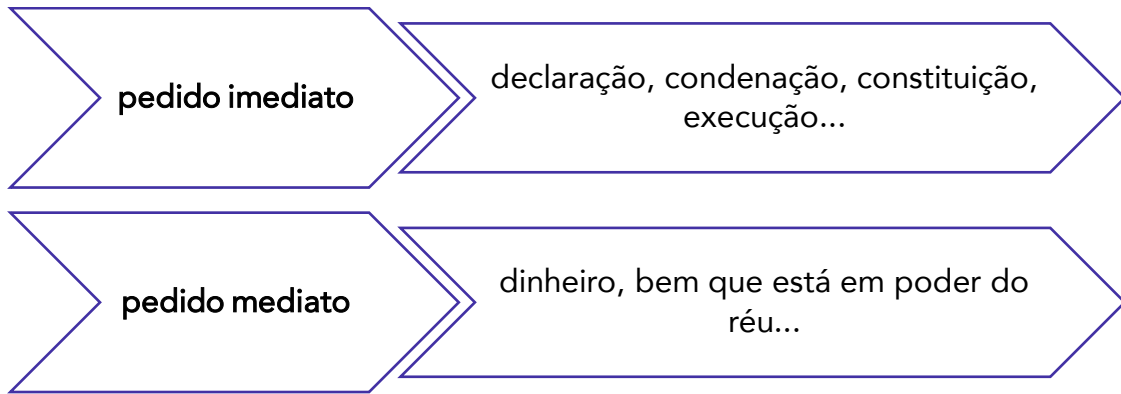 pedido imediato
declaração, condenação, constituição,
execução...
pedido mediato
dinheiro, bem que está em poder do
réu...